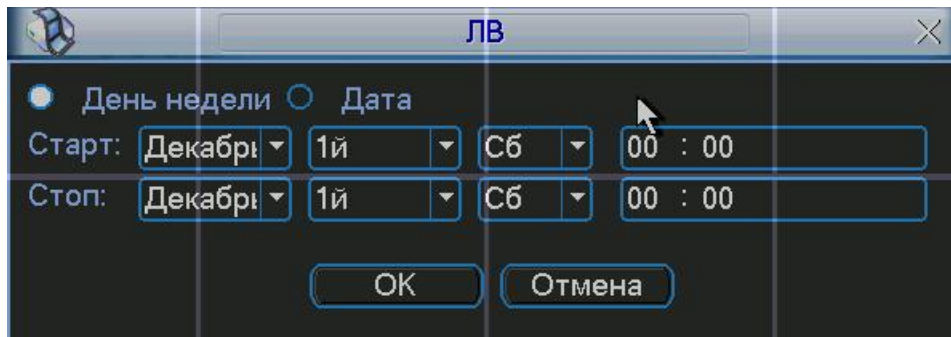 ЛВ
День недели Дата
Старт: Декабрь 1й Сб 00 : 00
Стоп: Декабрь 1й Сб 00 : 00
OK Отмена